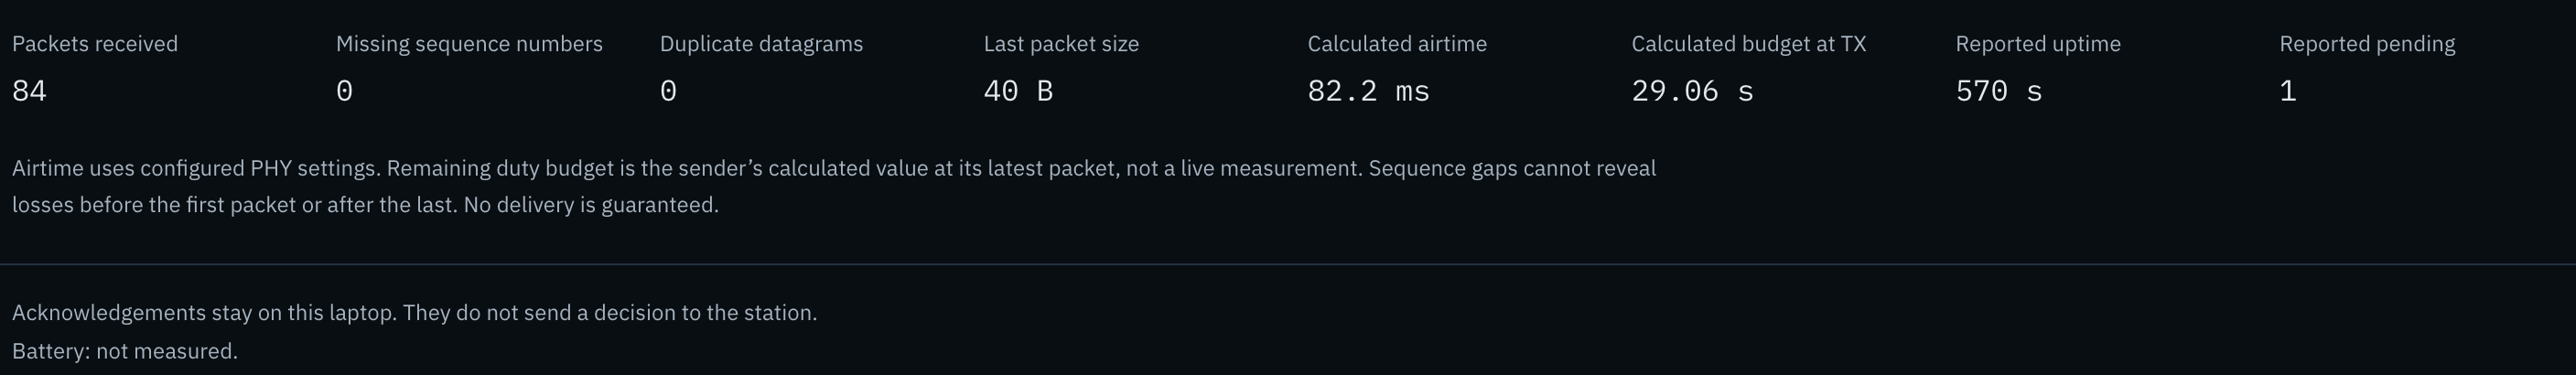 Packets received
84
Missing sequence numbers
0
Duplicate datagrams
0
Last packet size
40 B
Calculated airtime
82.2 ms
Calculated budget at TX
29.06 s
Reported uptime
570 s
Reported pending
1
Airtime uses configured PHY settings. Remaining duty budget is the sender’s calculated value at its latest packet, not a live measurement. Sequence gaps cannot reveal
losses before the first packet or after the last. No delivery is guaranteed.
Acknowledgements stay on this laptop. They do not send a decision to the station.
Battery: not measured.